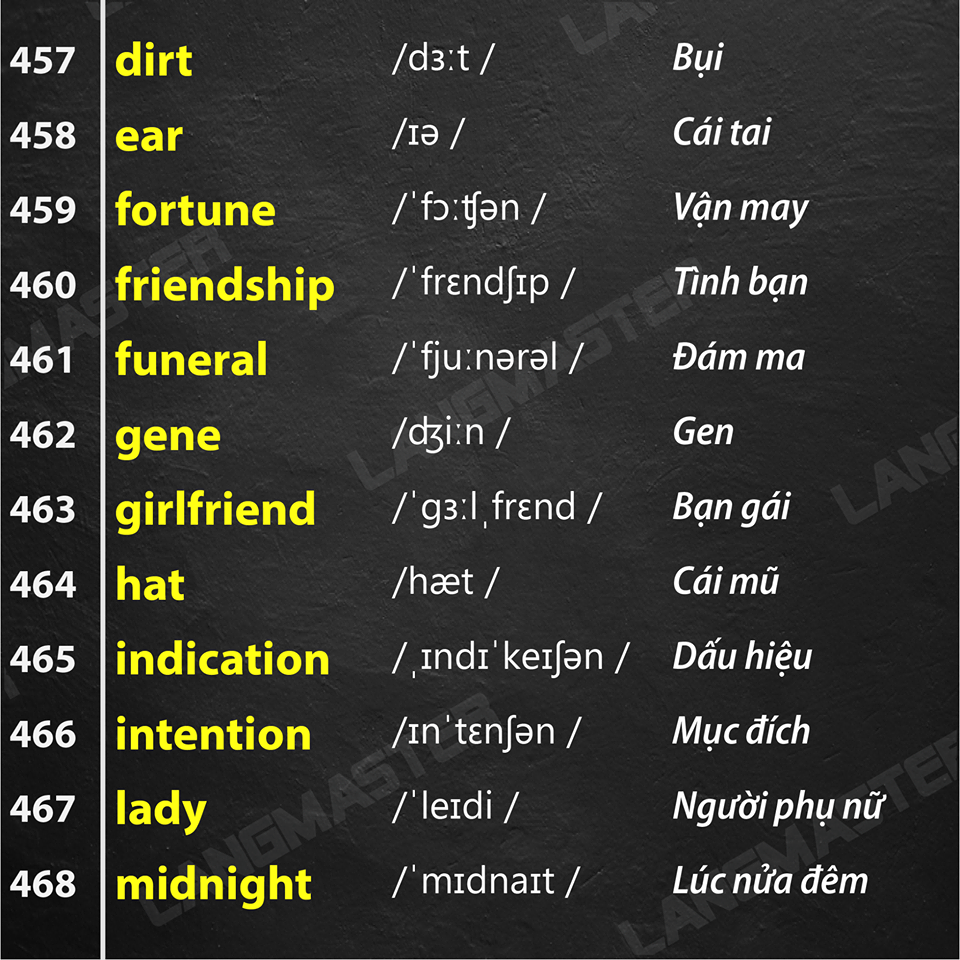 457 dirt /dɜːt / Bụi
458 ear /ɪə / Cái tai
459 fortune /ˈfɔːʧən / Vận may
460 friendship /ˈfrɛndʃɪp / Tình bạn
461 funeral /ˈfjuːnərəl / Đám ma
462 gene /ʤiːn / Gen
463 girlfriend /ˈgɜːlˌfrɛnd / Bạn gái
464 hat /hæt / Cái mũ
465 indication /ˌɪndɪˈkeɪʃən / Dấu hiệu
466 intention /ɪnˈtɛnʃən / Mục đích
467 lady /ˈleɪdi / Người phụ nữ
468 midnight /ˈmɪdnaɪt / Lúc nửa đêm
LANGMASTER
LANGMASTER
LANGMASTER